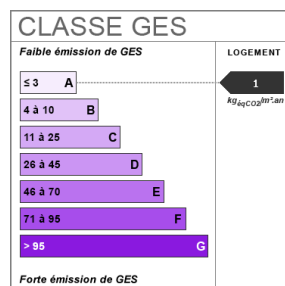 CLASSE GES
Faible émission de GES
LOGEMENT
≤ 3 A
1
kgéqCO2/m².an
4 à 10 B
11 à 25 C
26 à 45 D
46 à 70 E
71 à 95 F
> 95 G
Forte émission de GES